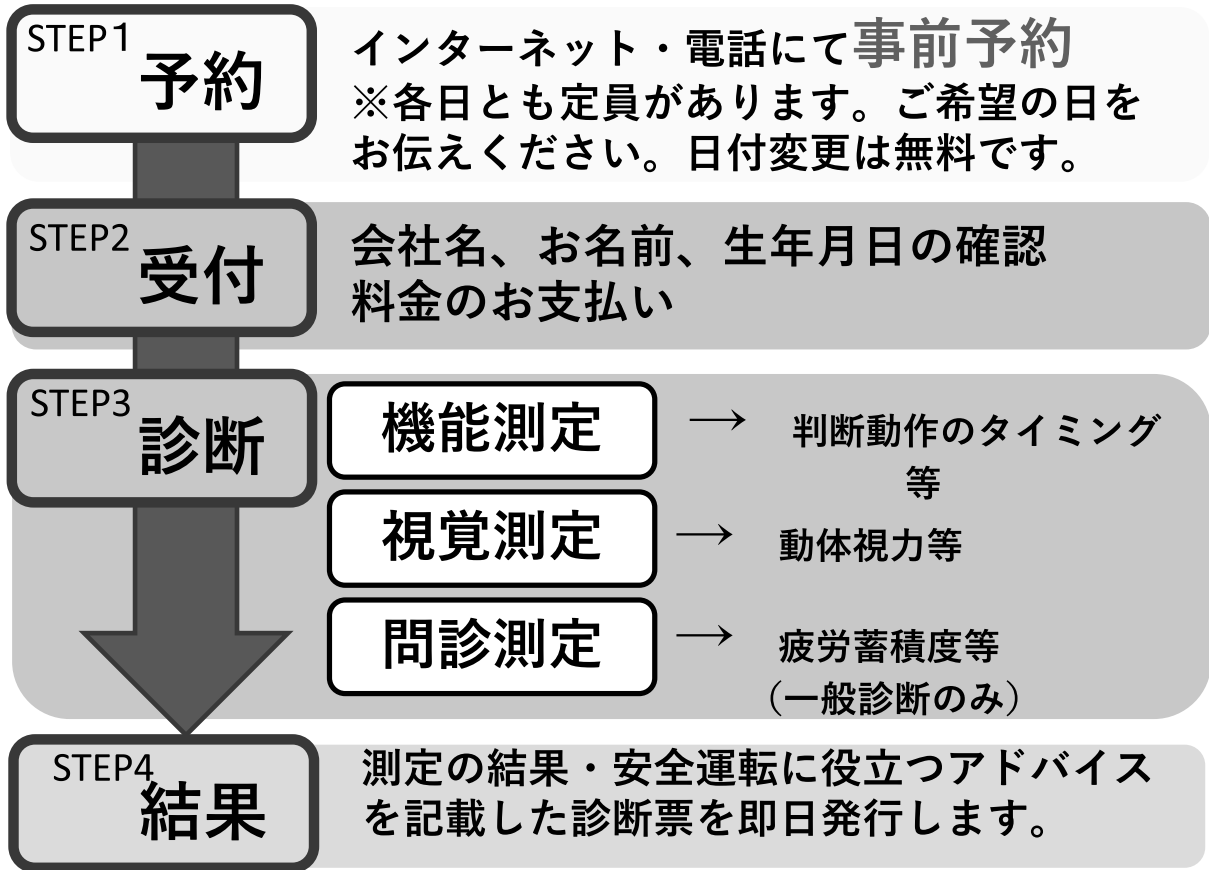 STEP1
予約
インターネット・電話にて事前予約
※各日とも定員があります。ご希望の日を
お伝えください。日付変更は無料です。
STEP2
受付
会社名、お名前、生年月日の確認
料金のお支払い
STEP3
診断
機能測定
→
判断動作のタイミング
等
視覚測定
→
動体視力等
問診測定
→
疲労蓄積度等
（一般診断のみ）
STEP4
結果
測定の結果・安全運転に役立つアドバイス
を記載した診断票を即日発行します。